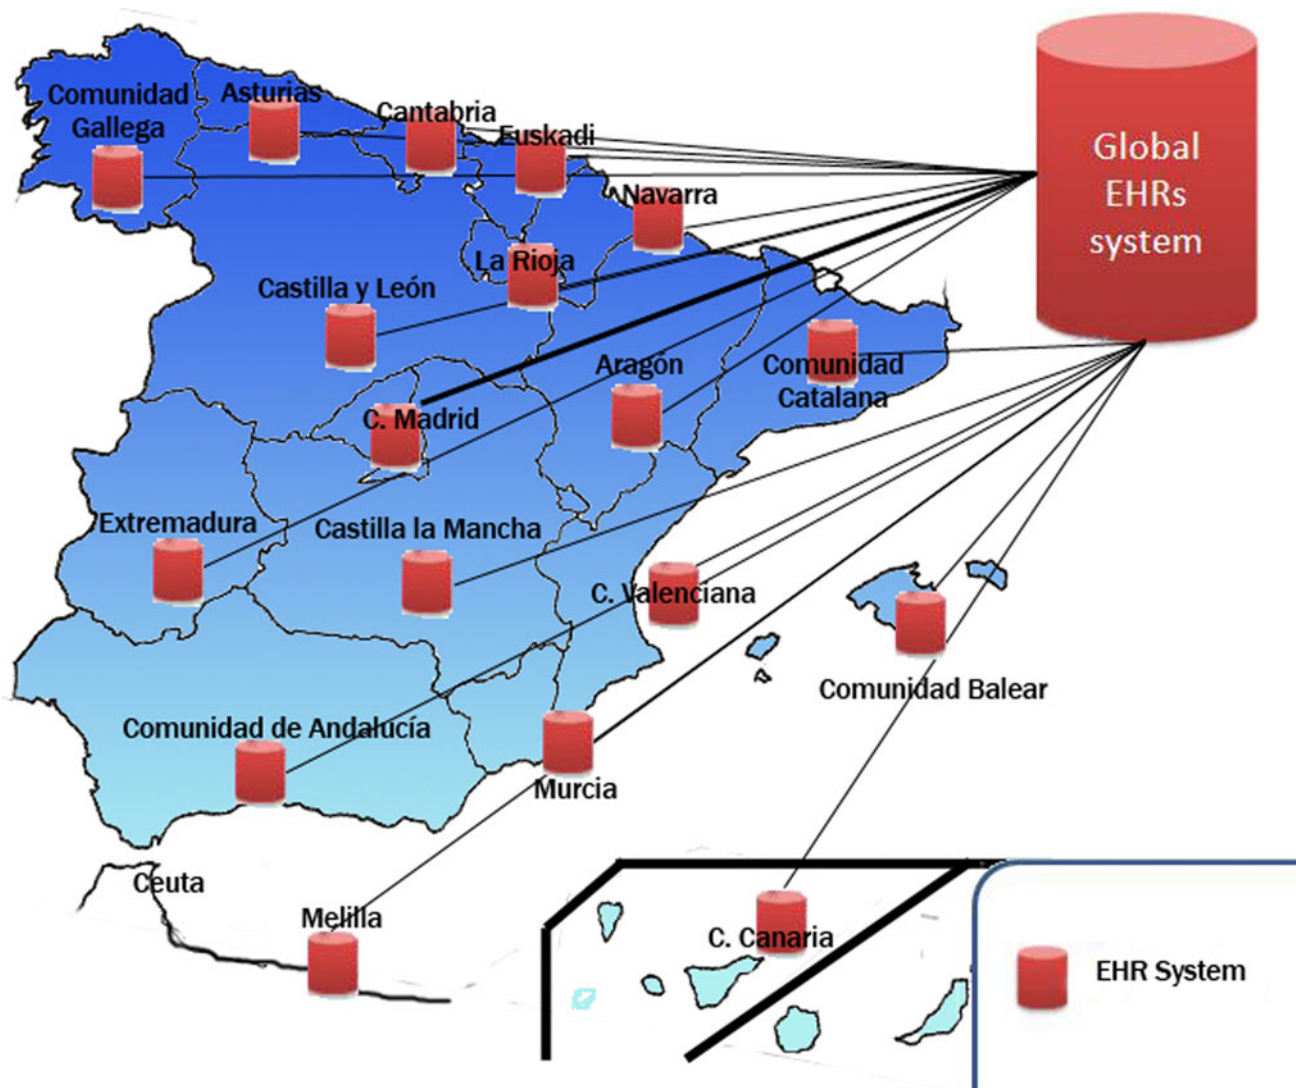 Comunidad
Gallega
Asturias
Cantabria
Euskadi
Navarra
La Rioja
Castilla y León
Aragón
Comunidad
Catalana
C. Madrid
Extremadura
Castilla la Mancha
C. Valenciana
Comunidad Balear
Comunidad de Andalucía
Murcia
Ceuta
Melilla
C. Canaria
Global
EHRs
system
EHR System